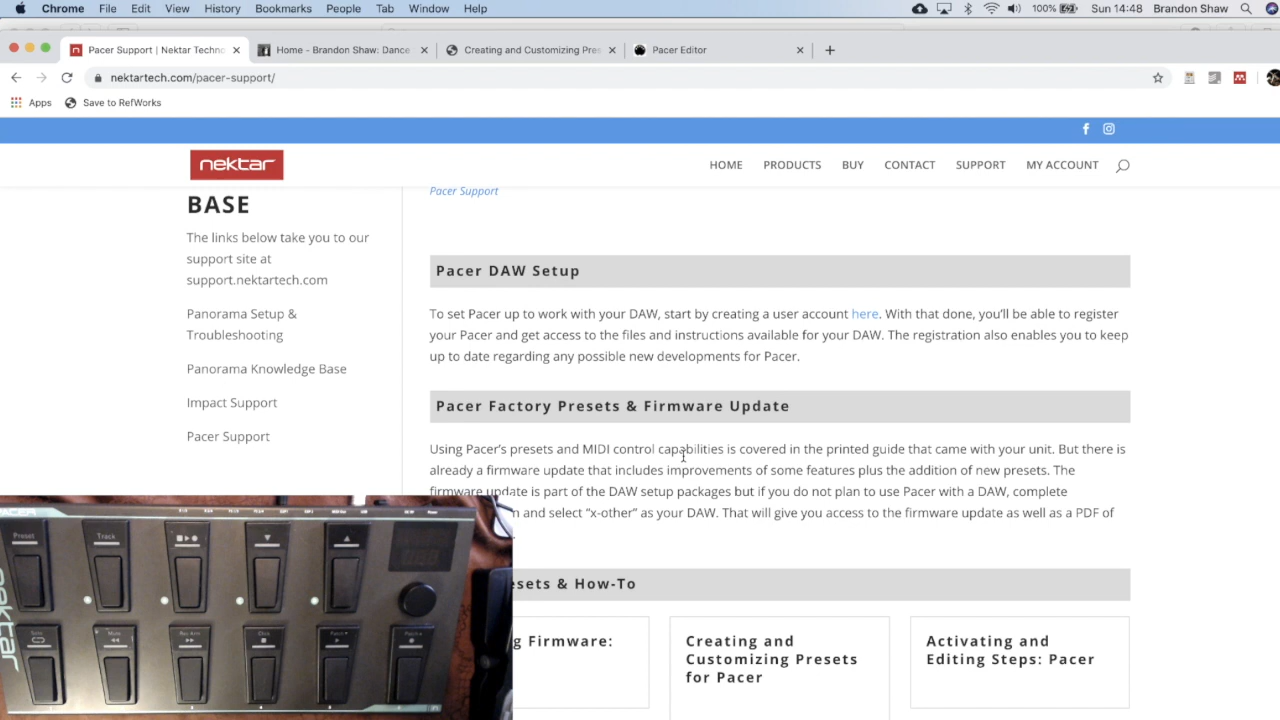 Chrome File Edit View History Bookmarks People Tab Window Help 100% Sun 14:48 Brandon Shaw
Pacer Support | Nektar Techno Home - Brandon Shaw: Dance Creating and Customizing Pres Pacer Editor
nektartech.com/pacer-support/
Apps Save to RefWorks
nektar HOME PRODUCTS BUY CONTACT SUPPORT MY ACCOUNT
BASE
The links below take you to our
support site at
support.nektartech.com
Panorama Setup &
Troubleshooting
Panorama Knowledge Base
Impact Support
Pacer Support
Pacer Support
Pacer DAW Setup
To set Pacer up to work with your DAW, start by creating a user account here. With that done, you'll be able to register
your Pacer and get access to the files and instructions available for your DAW. The registration also enables you to keep
up to date regarding any possible new developments for Pacer.
Pacer Factory Presets & Firmware Update
Using Pacer's presets and MIDI control capabilities is covered in the printed guide that came with your unit. But there is
already a firmware update that includes improvements of some features plus the addition of new presets. The
firmware update is part of the DAW setup packages but if you do not plan to use Pacer with a DAW, complete
n and select "x-other" as your DAW. That will give you access to the firmware update as well as a PDF of
esets & How-To
g Firmware:
Creating and
Customizing Presets
for Pacer
Activating and
Editing Steps: Pacer
PACER
Preset Track
nektar
Mute Rec Arm Click